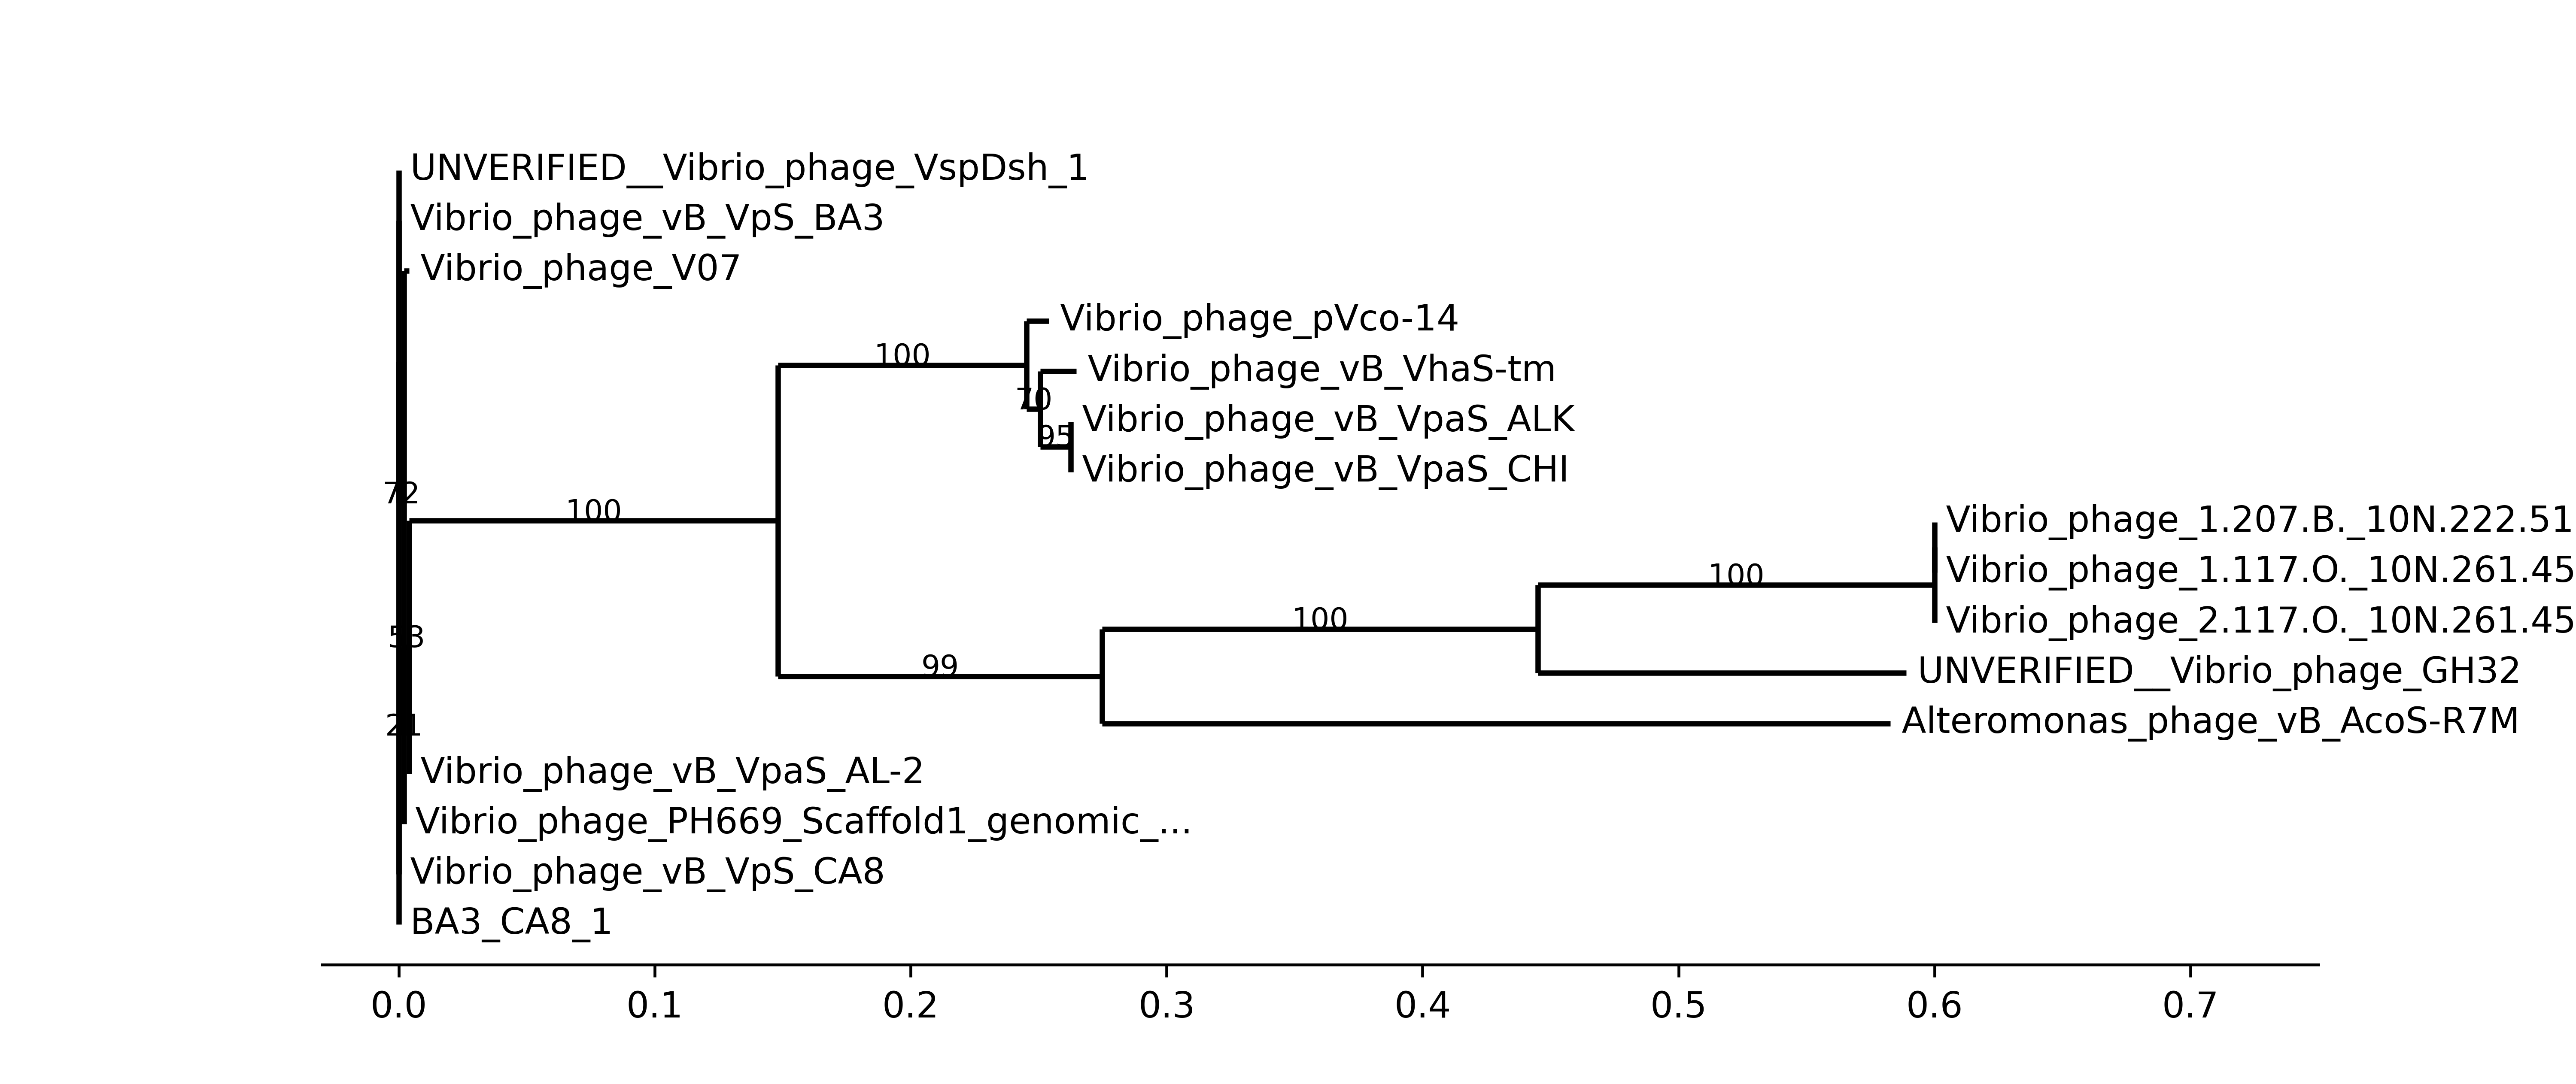 UNVERIFIED__Vibrio_phage_VspDsh_1
Vibrio_phage_vB_VpS_BA3
Vibrio_phage_V07
Vibrio_phage_pVco-14
100
Vibrio_phage_vB_VhaS-tm
70
Vibrio_phage_vB_VpaS_ALK
95
Vibrio_phage_vB_VpaS_CHI
72
100
Vibrio_phage_1.207.B._10N.222.51
Vibrio_phage_1.117.O._10N.261.45
100
Vibrio_phage_2.117.O._10N.261.45
100
53
99
UNVERIFIED__Vibrio_phage_GH32
Alteromonas_phage_vB_AcoS-R7M
21
Vibrio_phage_vB_VpaS_AL-2
Vibrio_phage_PH669_Scaffold1_genomic_...
Vibrio_phage_vB_VpS_CA8
BA3_CA8_1
0.0 0.1 0.2 0.3 0.4 0.5 0.6 0.7